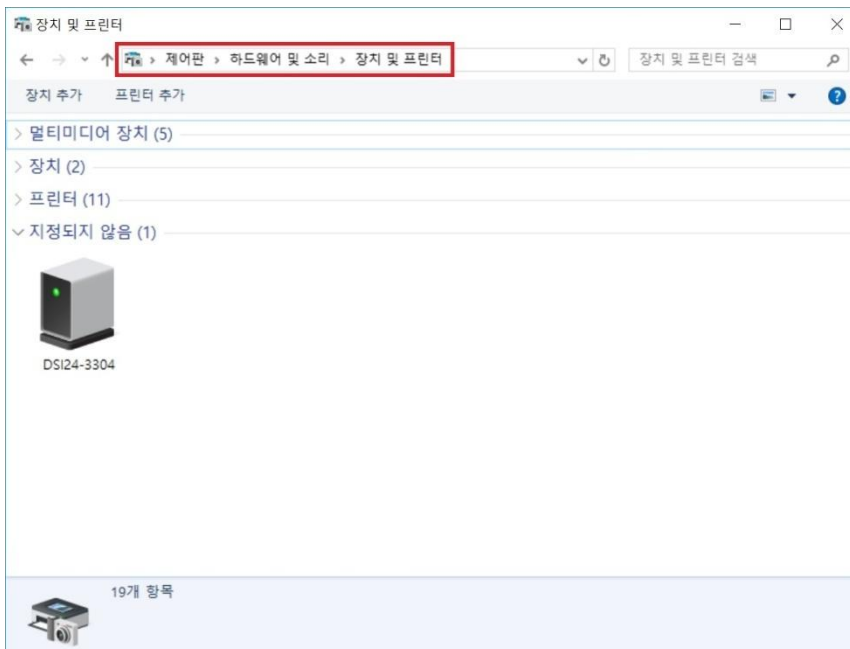 장치 및 프린터
제어판 › 하드웨어 및 소리 › 장치 및 프린터
장치 및 프린터 검색
장치 추가 프린터 추가
멀티미디어 장치 (5)
장치 (2)
프린터 (11)
지정되지 않음 (1)
DSI24-3304
19개 항목